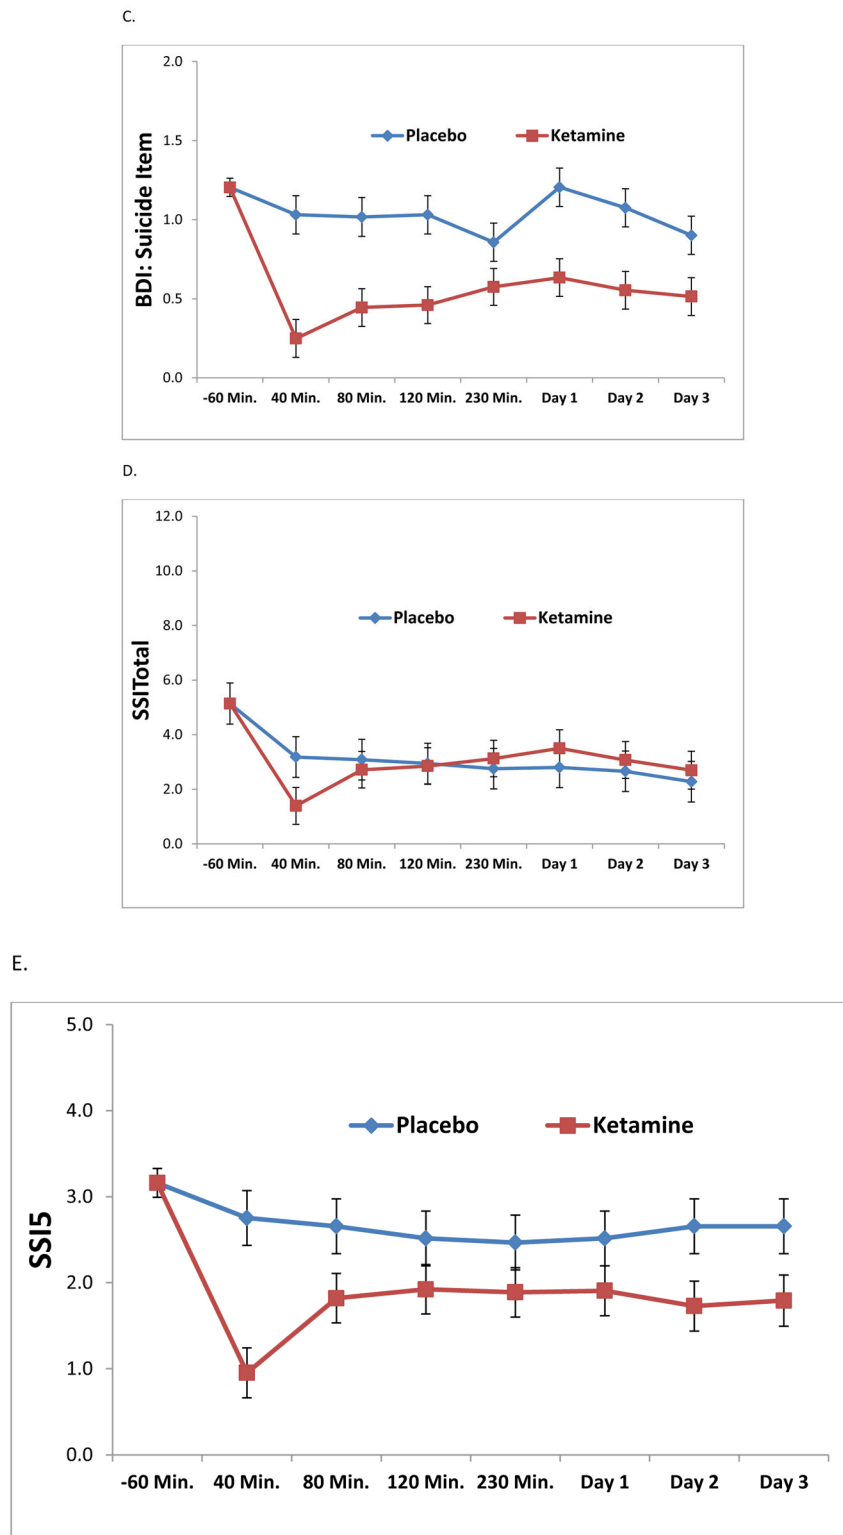 C.
2.0
Placebo Ketamine
1.5
1.0
0.5
0.0
BDI: Suicide Item
-60 Min. 40 Min. 80 Min. 120 Min. 230 Min. Day 1 Day 2 Day 3
D.
12.0
10.0
Placebo Ketamine
8.0
6.0
4.0
2.0
0.0
SSITotal
-60 Min. 40 Min. 80 Min. 120 Min. 230 Min. Day 1 Day 2 Day 3
E.
5.0
4.0
Placebo Ketamine
3.0
2.0
1.0
0.0
SSI5
-60 Min. 40 Min. 80 Min. 120 Min. 230 Min. Day 1 Day 2 Day 3